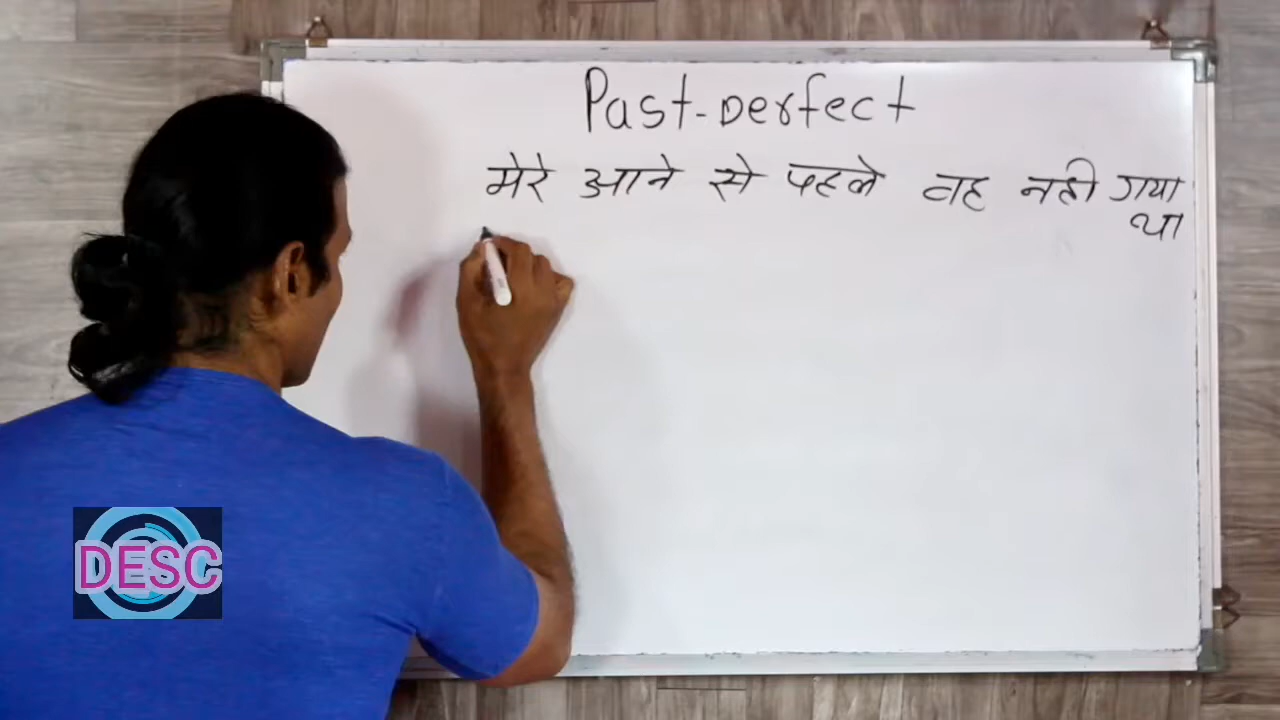 Past-Perfect
मेरे आने से पहले वह नही गया
था
DESC